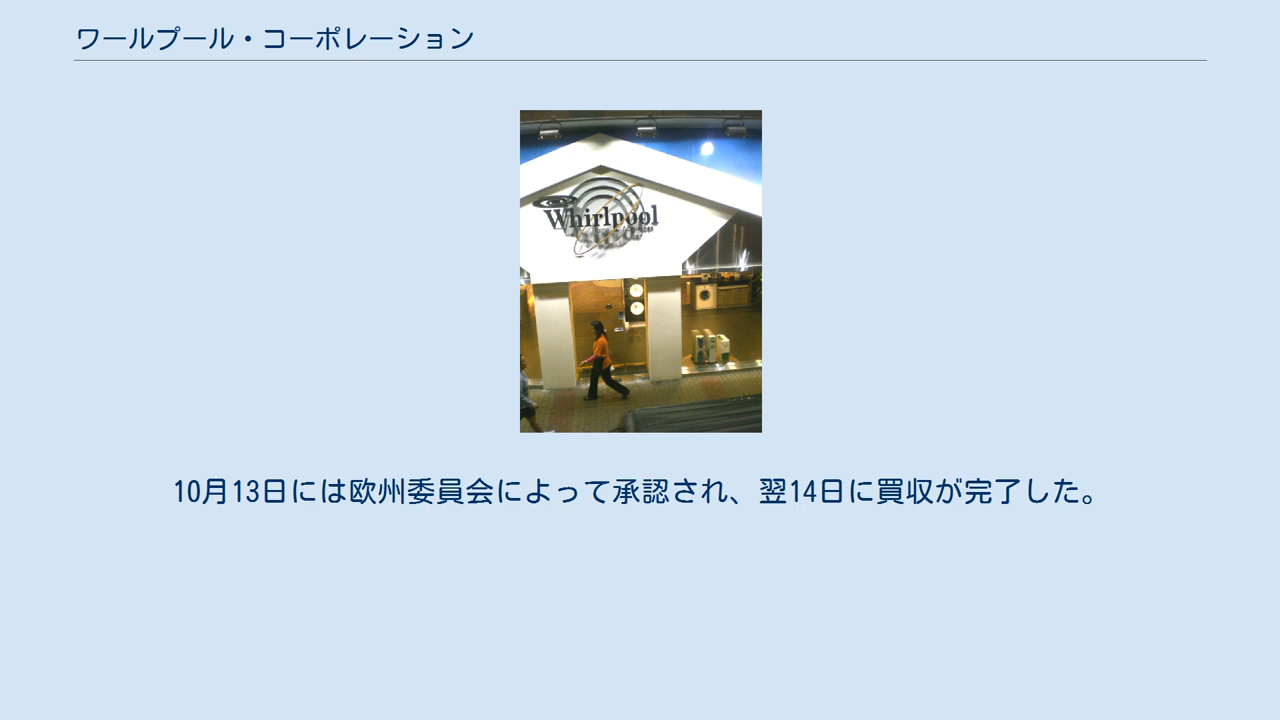 ワールプール・コーポレーション
Whirlpool
10月13日には欧州委員会によって承認され、翌14日に買収が完了した。